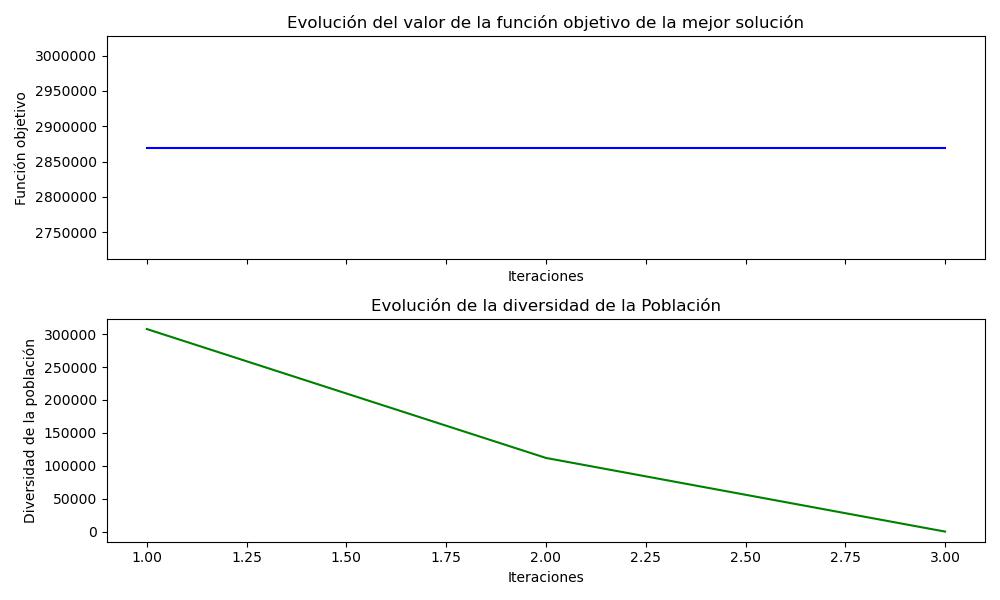 Evolución del valor de la función objetivo de la mejor solución
Función objetivo
3000000
2950000
2900000
2850000
2800000
2750000
Iteraciones
Evolución de la diversidad de la Población
Diversidad de la población
300000
250000
200000
150000
100000
50000
0
1.00 1.25 1.50 1.75 2.00 2.25 2.50 2.75 3.00
Iteraciones